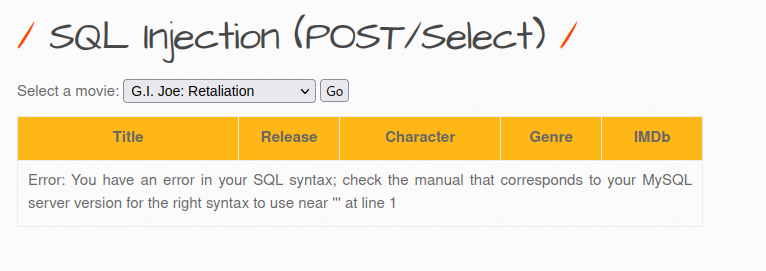 / SQL Injection (POST/Select) /
Select a movie: G.I. Joe: Retaliation Go
Title Release Character Genre IMDb
Error: You have an error in your SQL syntax; check the manual that corresponds to your MySQL
server version for the right syntax to use near ''' at line 1